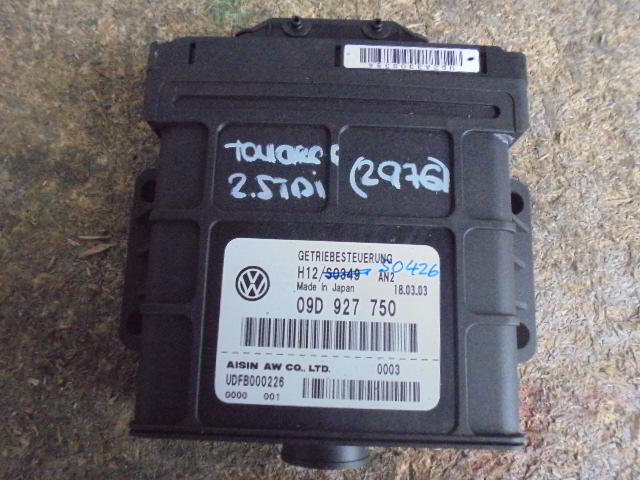 TOUAREG
2.5TDi (2976)
GETRIEBESTEUERUNG
H12/S0349 S0426 AN2
Made In Japan 18.03.03
09D 927 750
AISIN AW CO., LTD. 0003
UDFB000226
0000 001